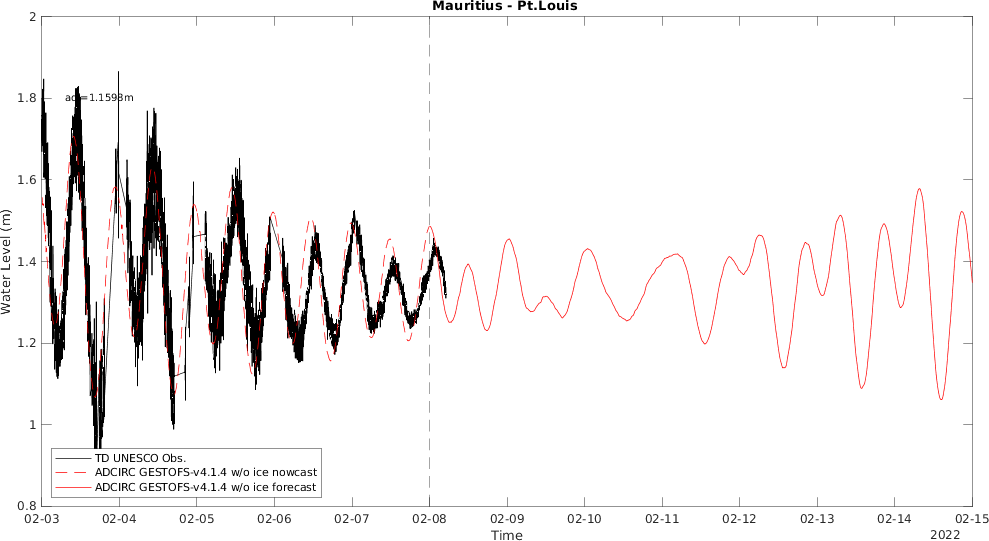 Mauritius - Pt.Louis
2
1.8
1.6
1.4
1.2
1
0.8
Water Level (m)
=1.1593m
TD UNESCO Obs.
ADCIRC GESTOFS-v4.1.4 w/o ice nowcast
ADCIRC GESTOFS-v4.1.4 w/o ice forecast
02-03 02-04 02-05 02-06 02-07 02-08 02-09 02-10 02-11 02-12 02-13 02-14 02-15
Time
2022